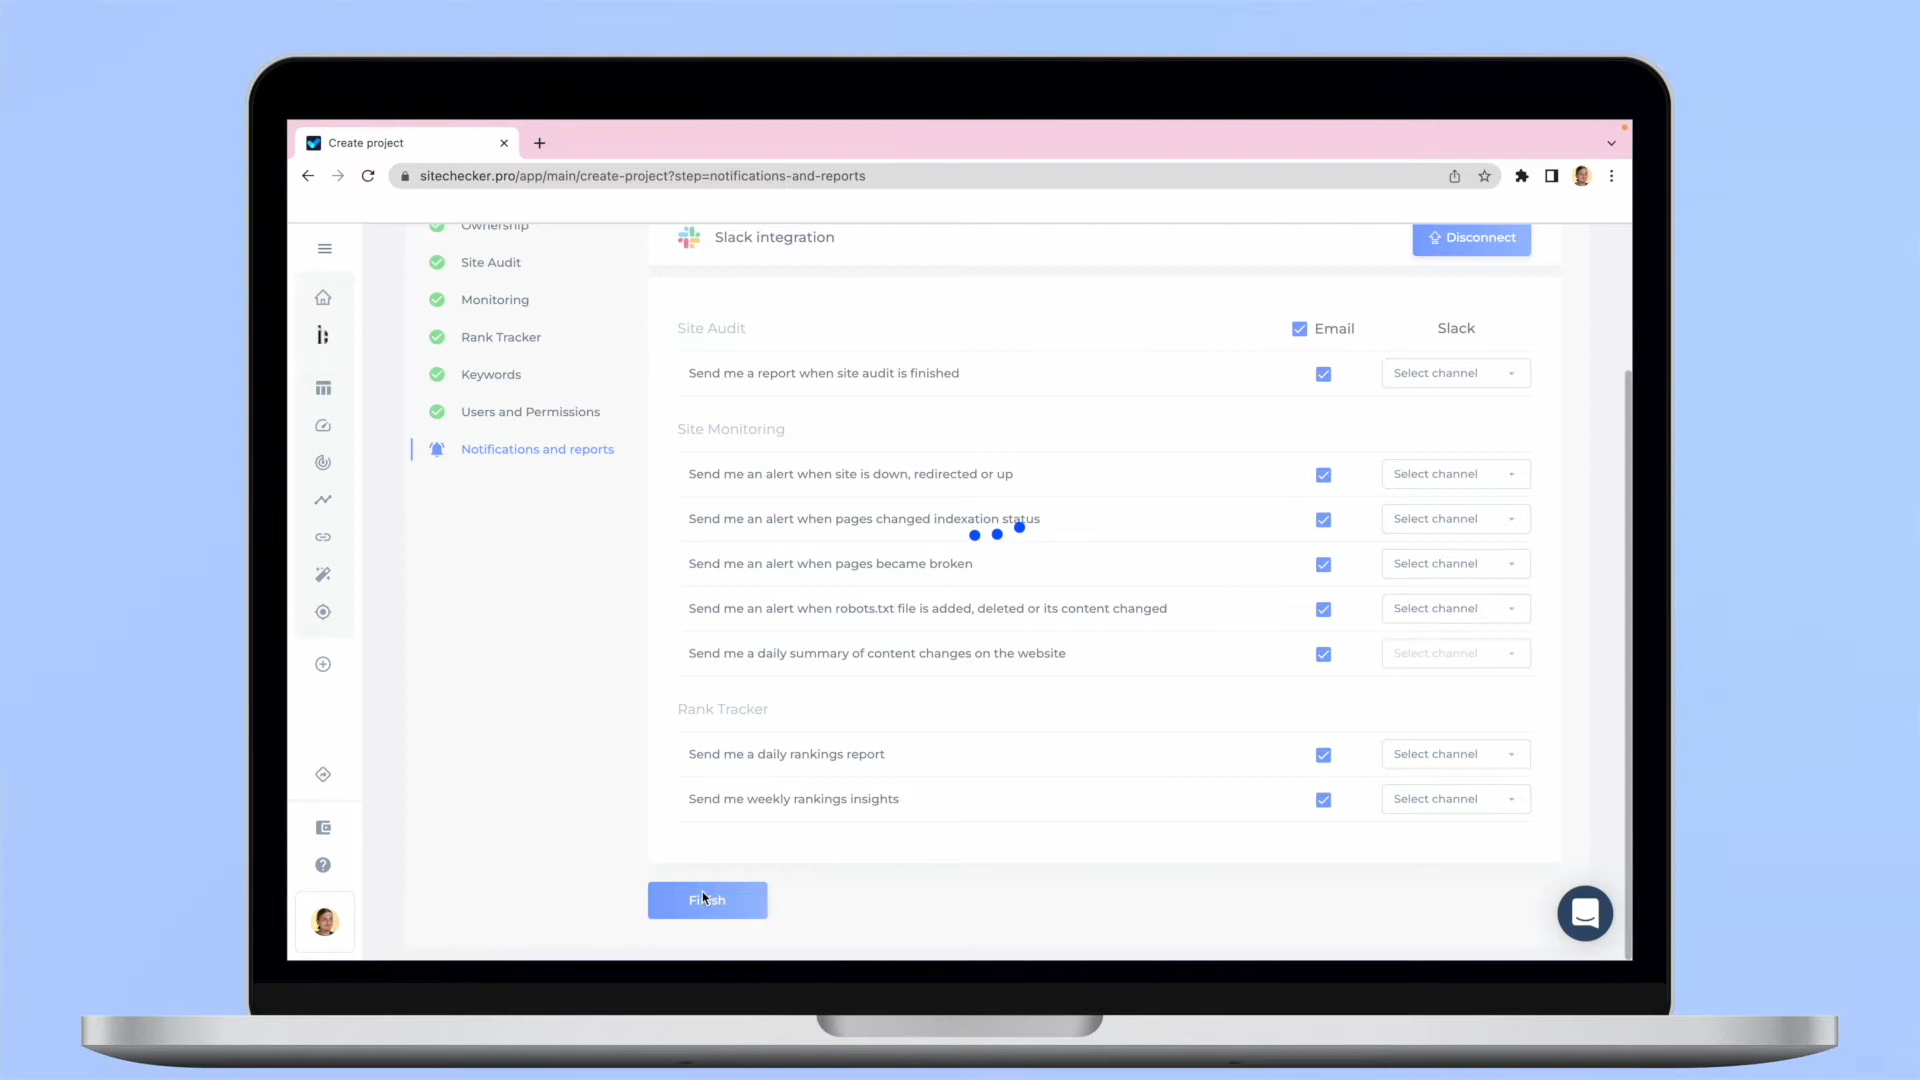 Create project
sitechecker.pro/app/main/create-project?step=notifications-and-reports
Ownership
Site Audit
Monitoring
Rank Tracker
Keywords
Users and Permissions
Notifications and reports
Slack integration
Disconnect
Site Audit
Email
Slack
Send me a report when site audit is finished
Select channel
Site Monitoring
Send me an alert when site is down, redirected or up
Select channel
Send me an alert when pages changed indexation status
Select channel
Send me an alert when pages became broken
Select channel
Send me an alert when robots.txt file is added, deleted or its content changed
Select channel
Send me a daily summary of content changes on the website
Select channel
Rank Tracker
Send me a daily rankings report
Select channel
Send me weekly rankings insights
Select channel
Finish